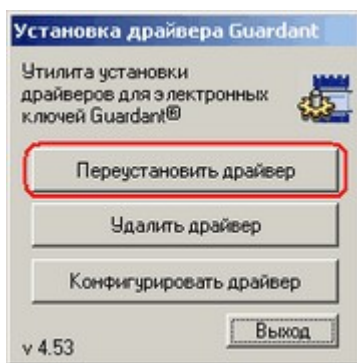 Установка драйвера Guardant
Утилита установки
драйверов для электронных
ключей Guardant®
Переустановить драйвер
Удалить драйвер
Конфигурировать драйвер
Выход
v 4.53